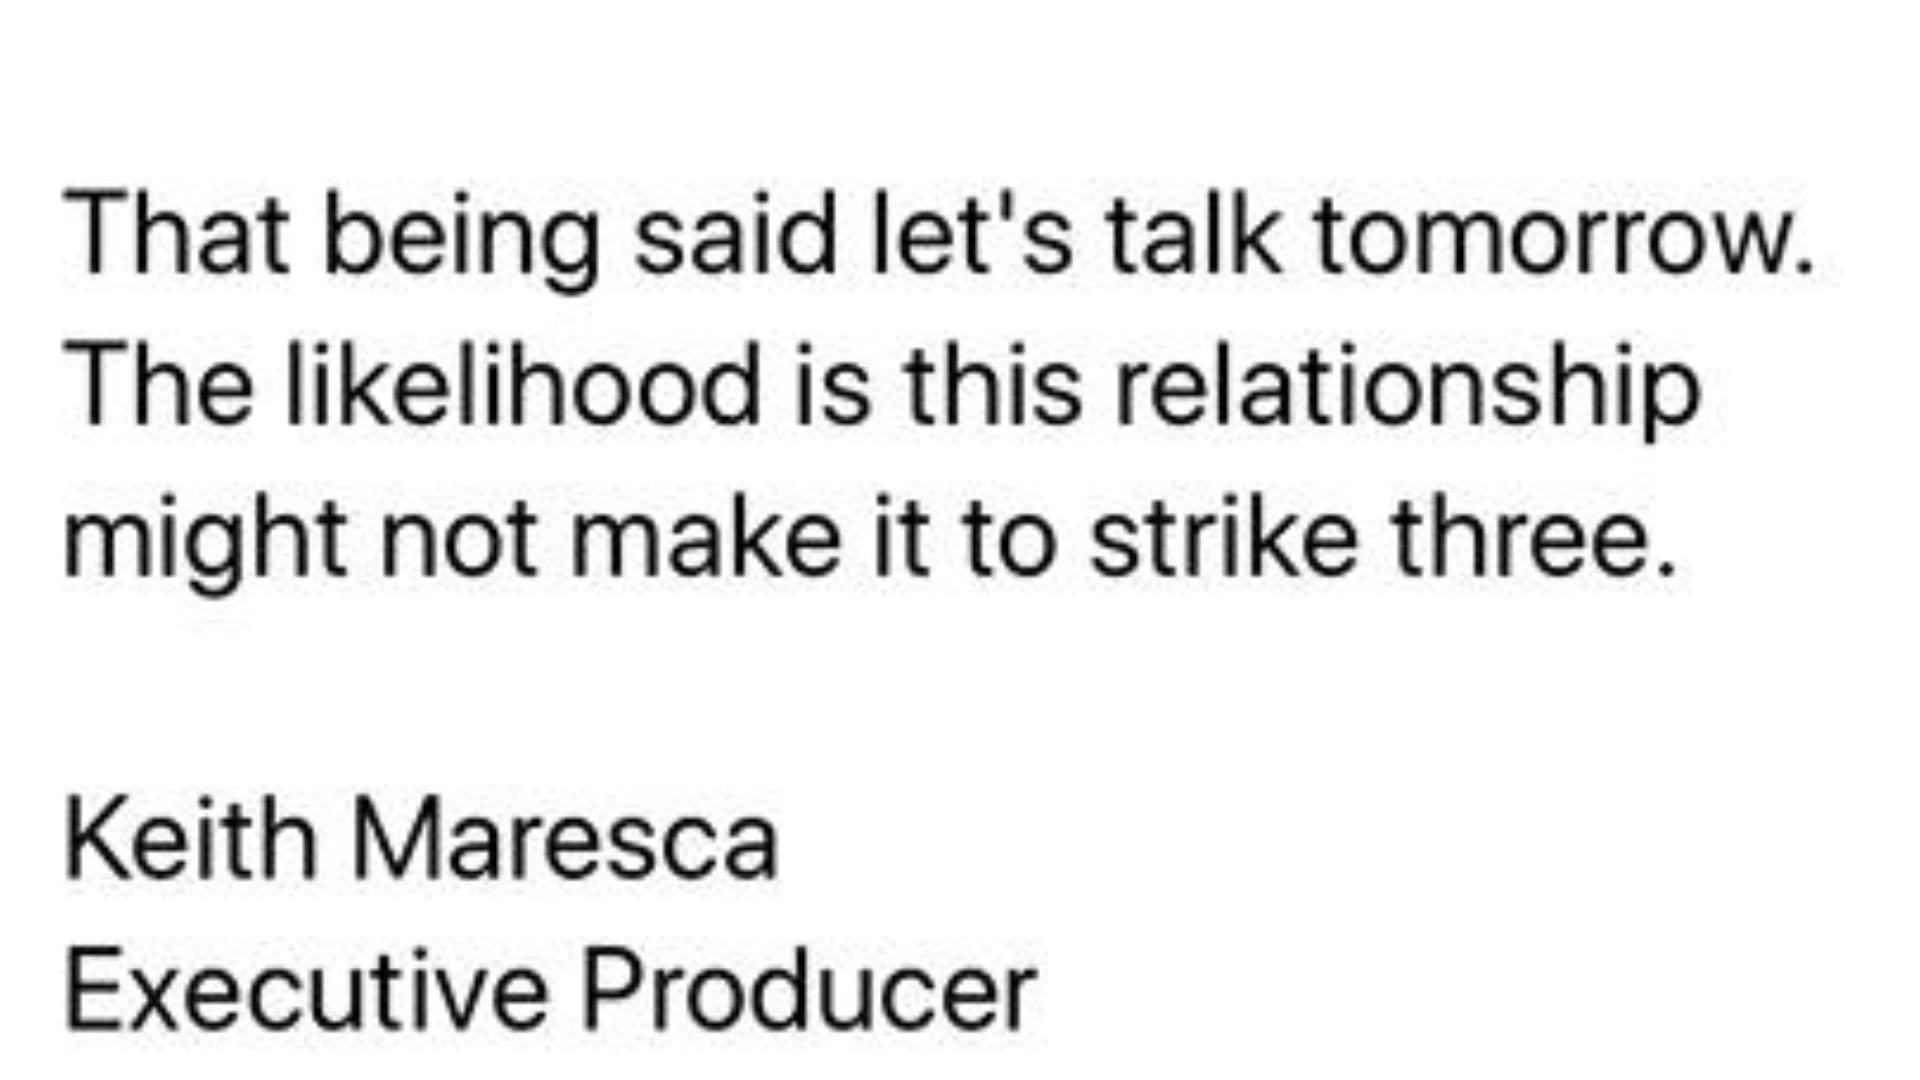 That being said let's talk tomorrow.
The likelihood is this relationship
might not make it to strike three.
Keith Maresca
Executive Producer